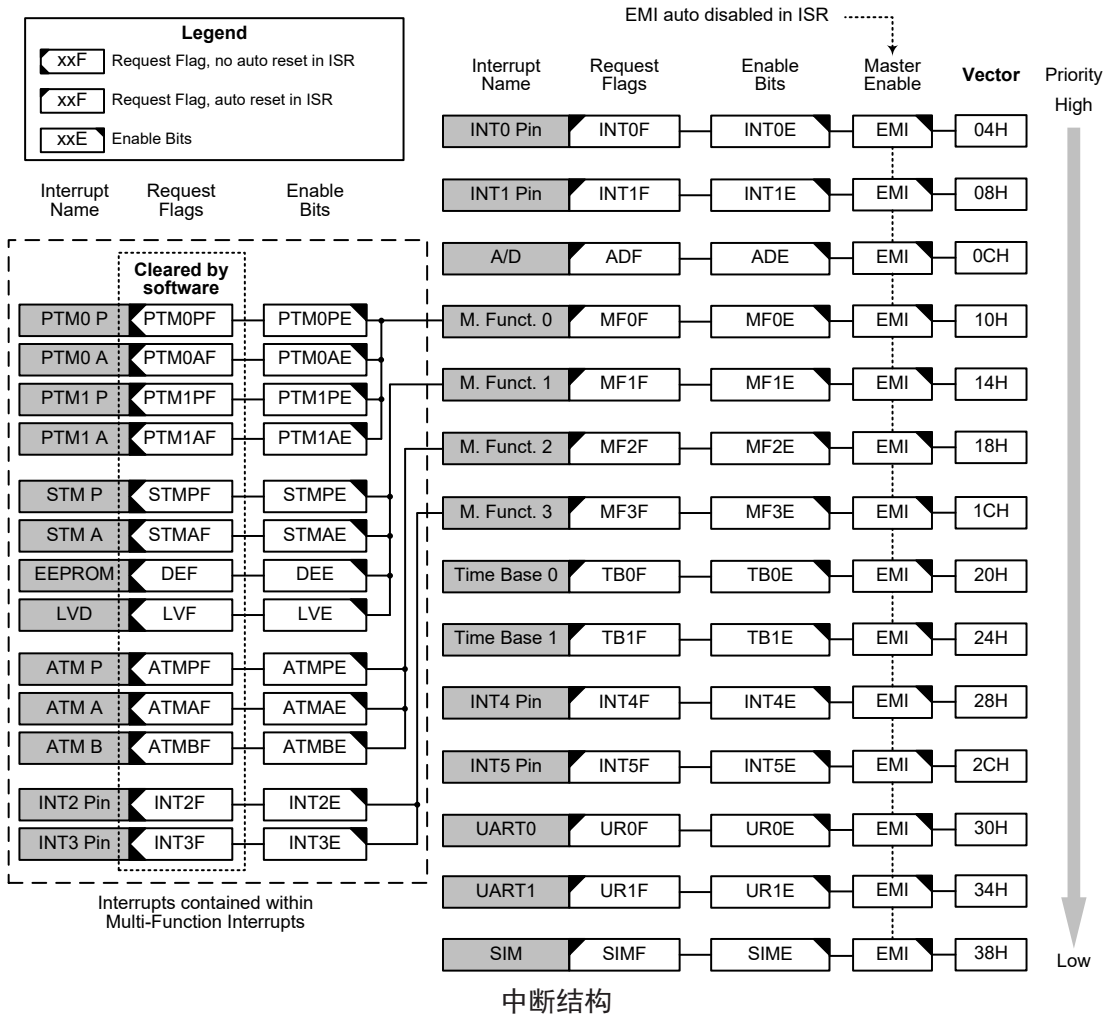 EMI auto disabled in ISR
Legend
xxF Request Flag, no auto reset in ISR
xxF Request Flag, auto reset in ISR
xxE Enable Bits
Interrupt Name Request Flags Enable Bits Master Enable Vector Priority
High
INT0 Pin INT0F INT0E EMI 04H
INT1 Pin INT1F INT1E EMI 08H
A/D ADF ADE EMI 0CH
M. Funct. 0 MF0F MF0E EMI 10H
M. Funct. 1 MF1F MF1E EMI 14H
M. Funct. 2 MF2F MF2E EMI 18H
M. Funct. 3 MF3F MF3E EMI 1CH
Time Base 0 TB0F TB0E EMI 20H
Time Base 1 TB1F TB1E EMI 24H
INT4 Pin INT4F INT4E EMI 28H
INT5 Pin INT5F INT5E EMI 2CH
UART0 UR0F UR0E EMI 30H
UART1 UR1F UR1E EMI 34H
SIM SIMF SIME EMI 38H
Low
Interrupt Name Request Flags Enable Bits
Cleared by
software
PTM0 P PTM0PF PTM0PE
PTM0 A PTM0AF PTM0AE
PTM1 P PTM1PF PTM1PE
PTM1 A PTM1AF PTM1AE
STM P STMPF STMPE
STM A STMAF STMAE
EEPROM DEF DEE
LVD LVF LVE
ATM P ATMPF ATMPE
ATM A ATMAF ATMAE
ATM B ATMBF ATMBE
INT2 Pin INT2F INT2E
INT3 Pin INT3F INT3E
Interrupts contained within
Multi-Function Interrupts
中断结构